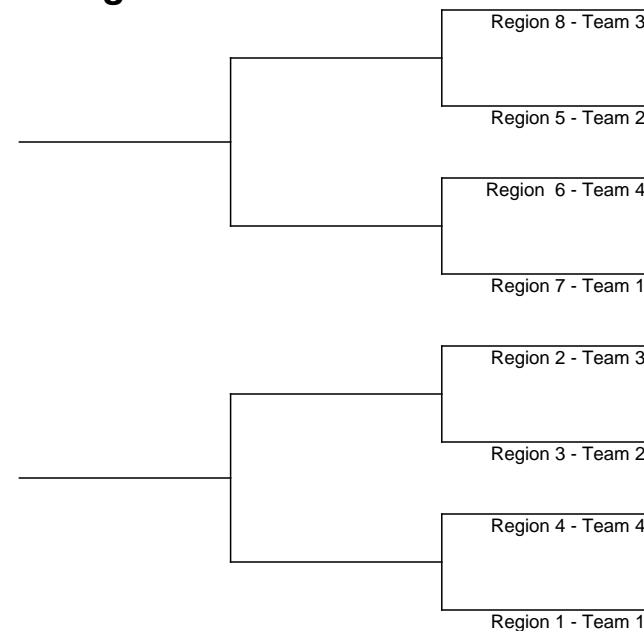 Region 8 - Team 3
Region 5 - Team 2
Region  6 - Team 4
Region 7 - Team 1
Region 2 - Team 3
Region 3 - Team 2
Region 4 - Team 4
Region 1 - Team 1